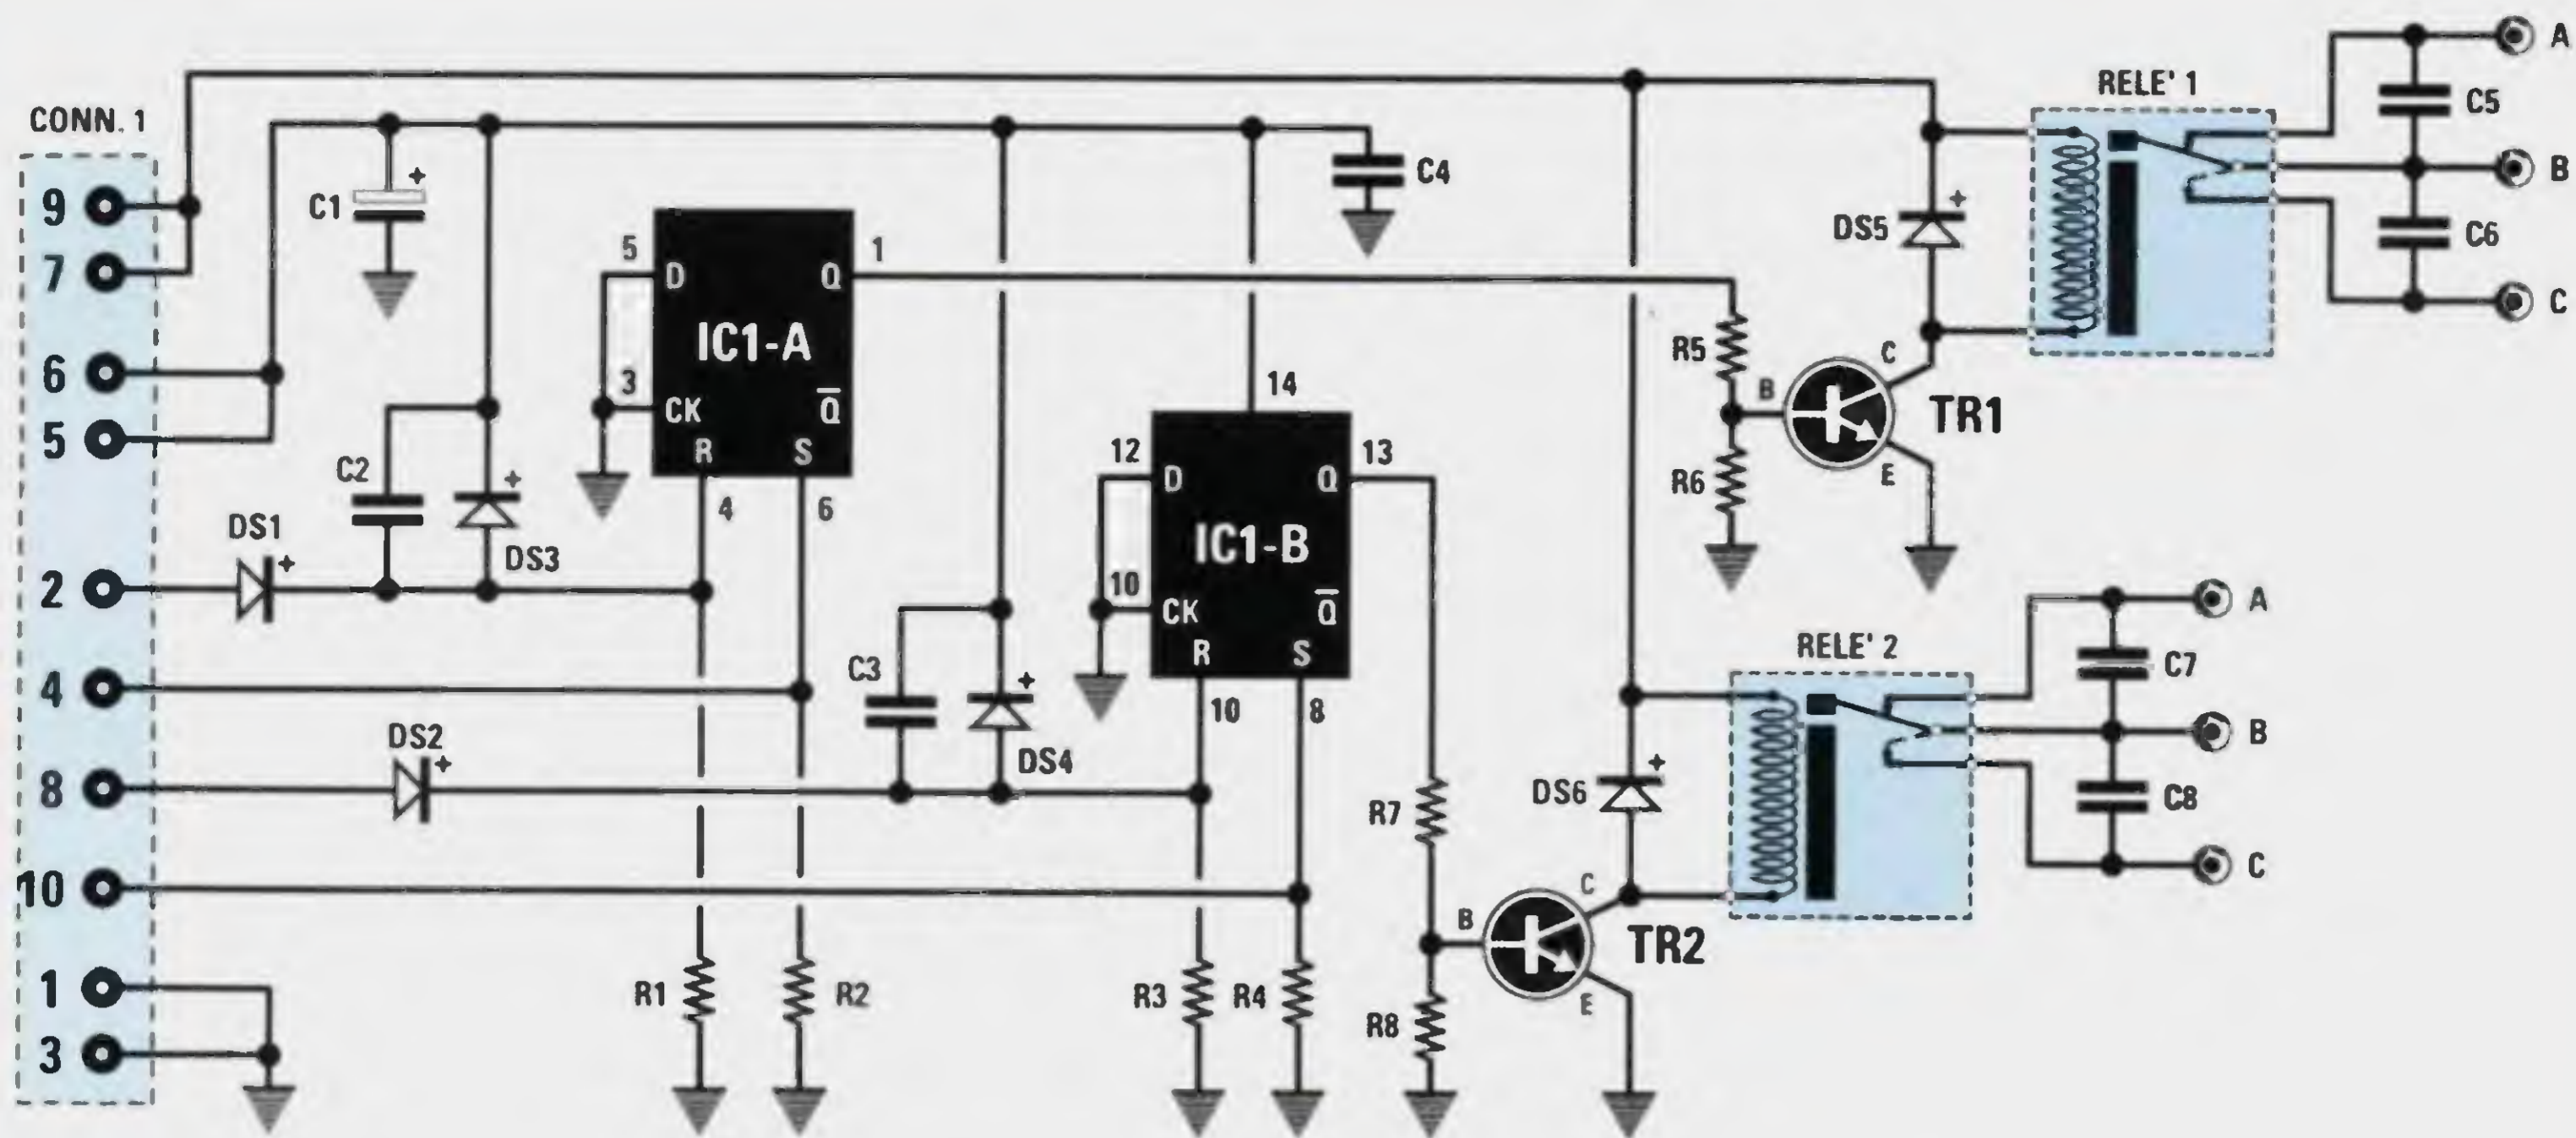 CONN. 1
9
7
6
5
2
4
8
10
1
3
C1
+
C2
DS1
+
+
DS3
DS2
+
5
D
Q
1
IC1-A
3
CK
Q̅
R
S
4
6
C3
+
DS4
C4
14
12
D
Q
13
IC1-B
10
CK
Q̅
R
S
10
8
R1
R2
R3
R4
R5
R6
R7
R8
B
C
E
TR1
DS5
+
RELE' 1
A
C5
B
C6
C
B
C
E
TR2
DS6
+
RELE' 2
A
C7
B
C8
C